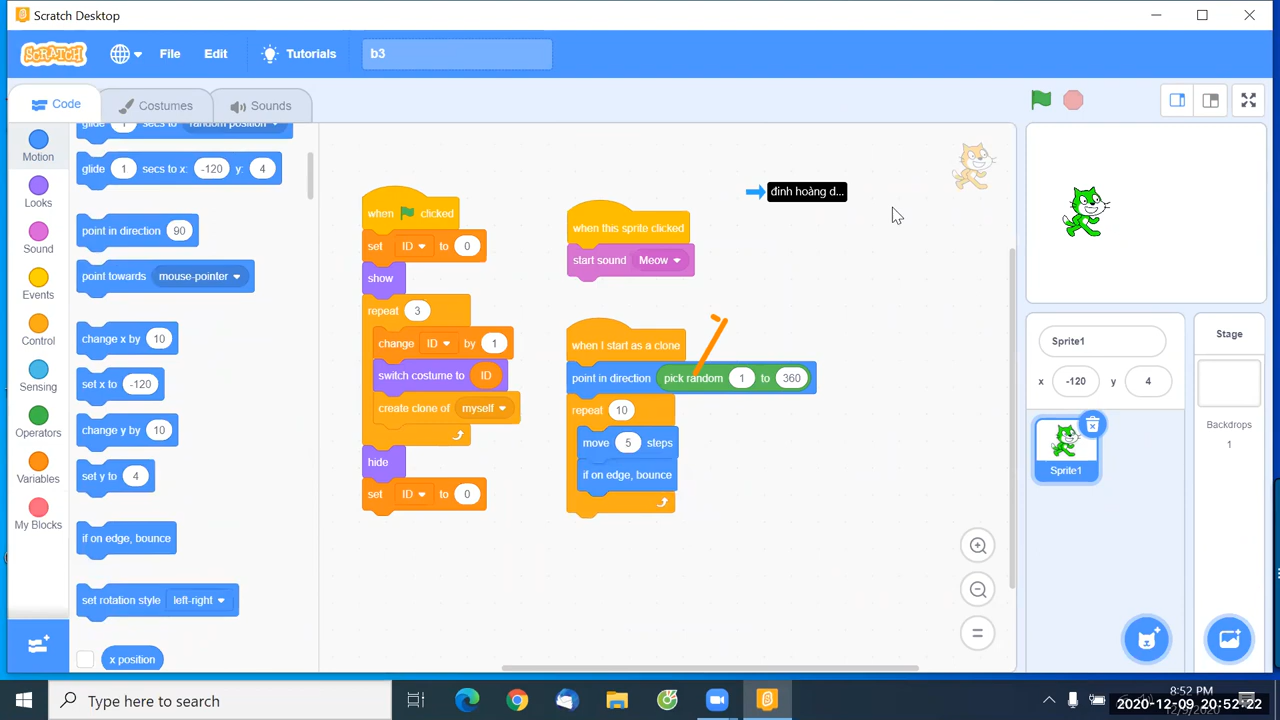 Scratch Desktop
SCRATCH
File
Edit
Tutorials
b3
Code
Costumes
Sounds
Motion
Looks
Sound
Events
Control
Sensing
Operators
Variables
My Blocks
glide 1 secs to random position
glide 1 secs to x: -120 y: 4
point in direction 90
point towards mouse-pointer
change x by 10
set x to -120
change y by 10
set y to 4
if on edge, bounce
set rotation style left-right
x position
when clicked
set ID to 0
show
repeat 3
change ID by 1
switch costume to ID
create clone of myself
hide
set ID to 0
when this sprite clicked
start sound Meow
when I start as a clone
point in direction pick random 1 to 360
repeat 10
move 5 steps
if on edge, bounce
đinh hoàng d...
Sprite1
x -120 y 4
Sprite1
Stage
Backdrops
1
Type here to search
8:52 PM
2020-12-09 20:52:22